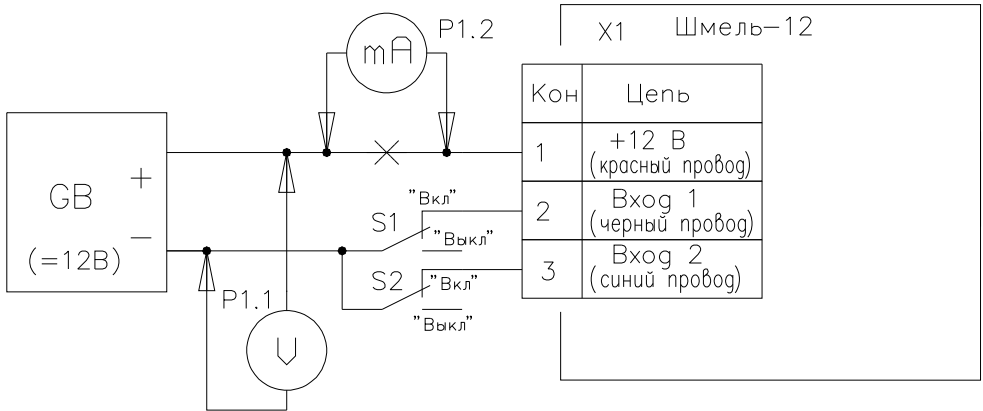 P1.2
mA
X1 Шмель-12
Кон Цепь
1 +12 В
(красный провод)
2 Вход 1
(черный провод)
3 Вход 2
(синий провод)
GB
+
−
(=12В)
S1 "Вкл"
"Выкл"
S2 "Вкл"
"Выкл"
P1.1
V